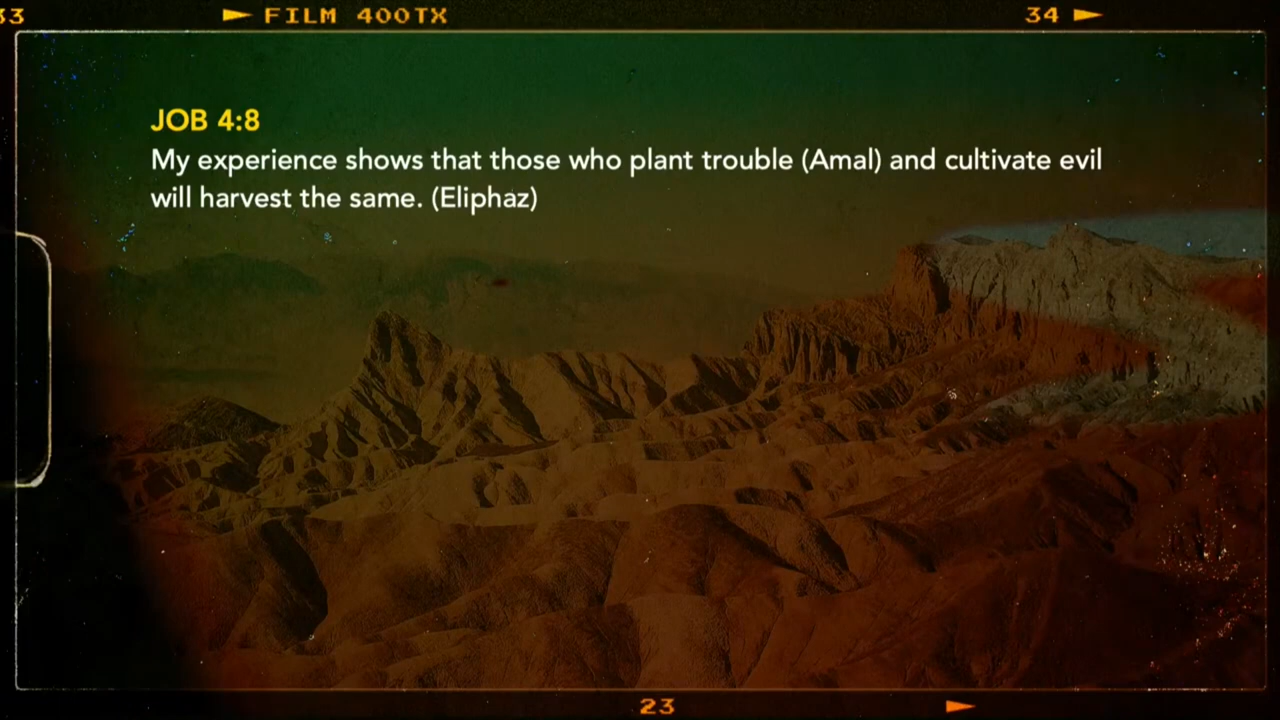 33 FILM 400TX 34
JOB 4:8
My experience shows that those who plant trouble (Amal) and cultivate evil
will harvest the same. (Eliphaz)
23